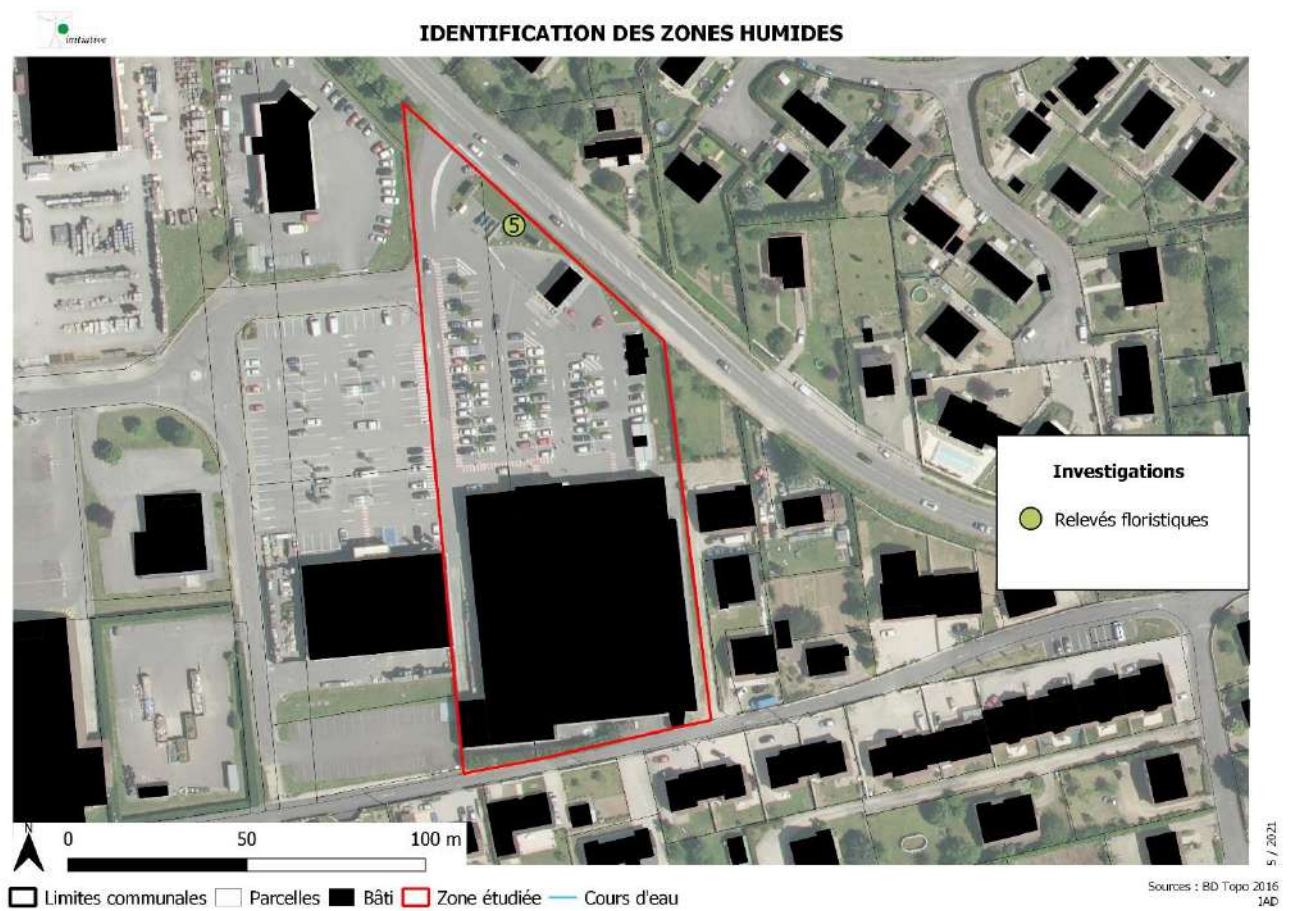 initiative
IDENTIFICATION DES ZONES HUMIDES
5
Investigations
Relevés floristiques
N
0 50 100 m
Limites communales Parcelles Bâti Zone étudiée Cours d'eau
5 / 2021
Sources : BD Topo 2016
IAD